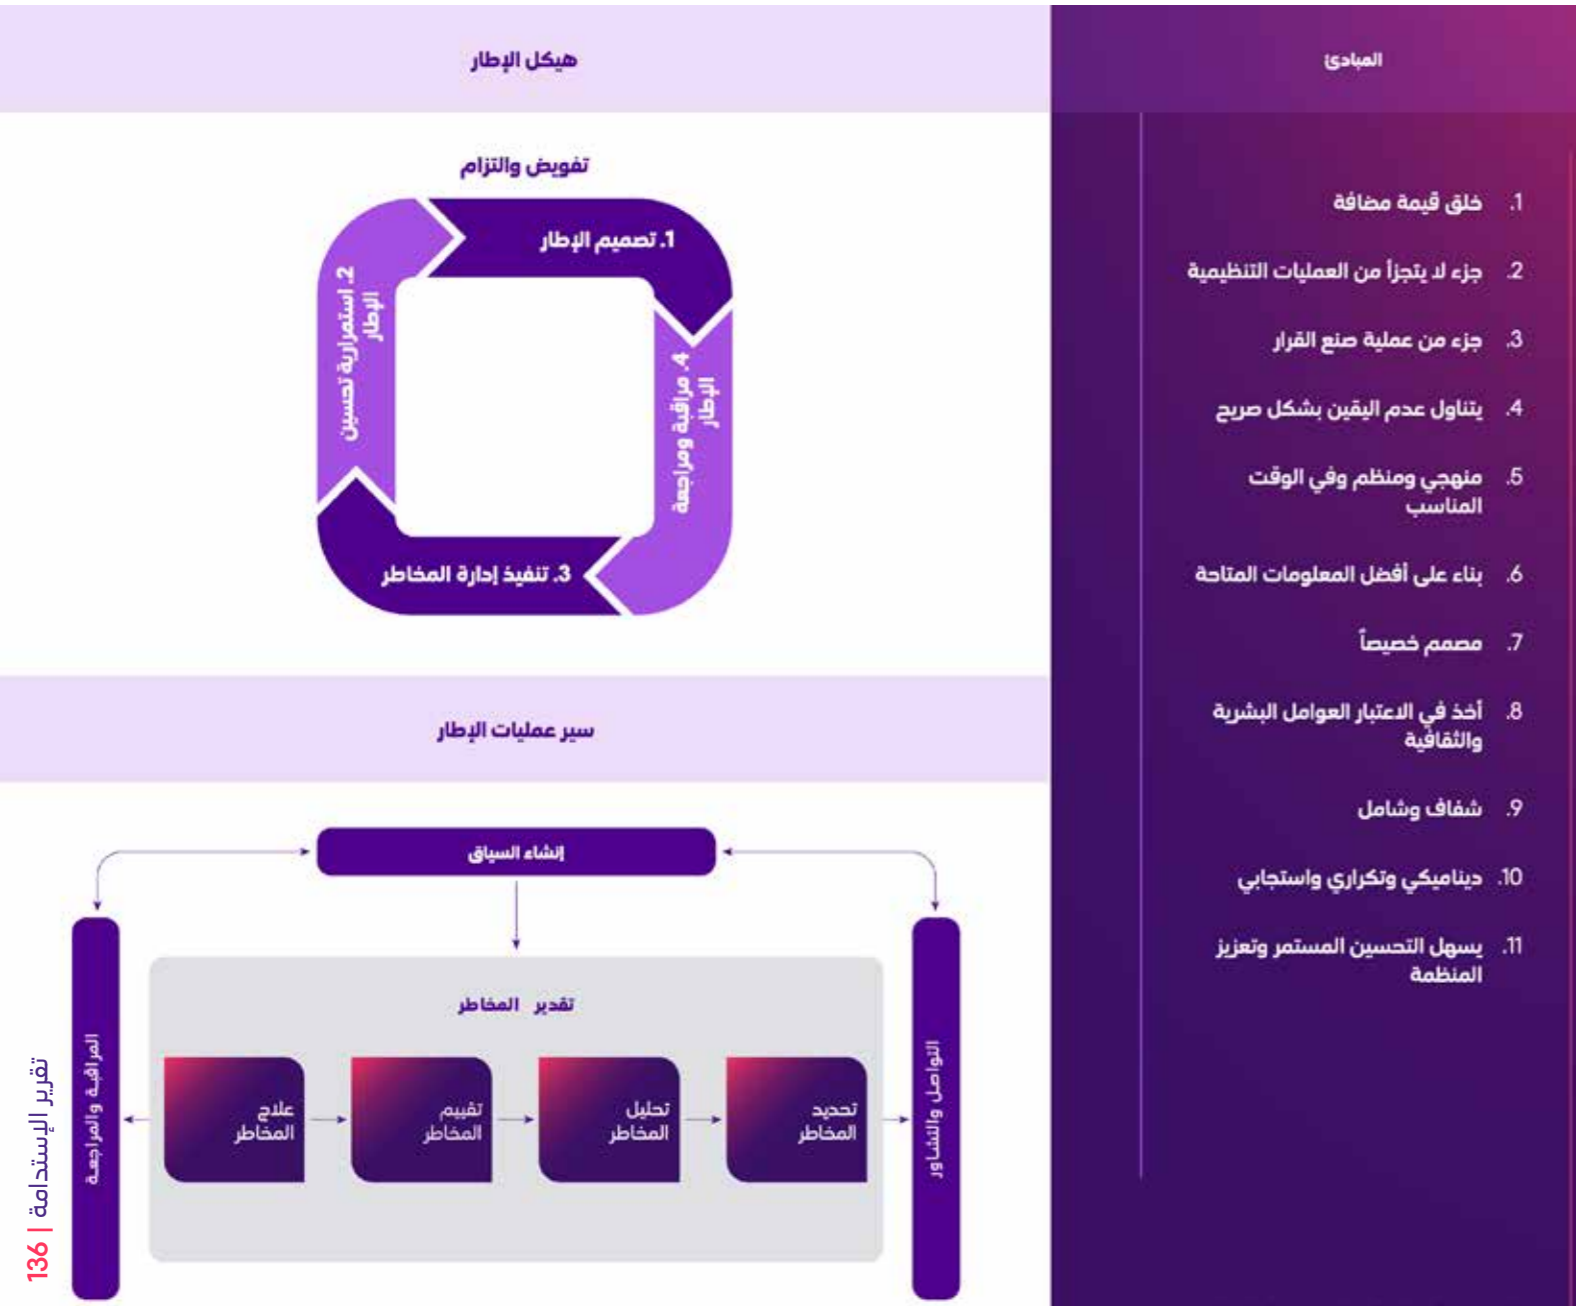 المبادئ
1. خلق قيمة مضافة
2. جزء لا يتجزأ من العمليات التنظيمية
3. جزء من عملية صنع القرار
4. يتناول عدم اليقين بشكل صريح
5. منهجي ومنظم وفي الوقت
المناسب
6. بناء على أفضل المعلومات المتاحة
7. مصمم خصيصاً
8. أخذ في الاعتبار العوامل البشرية
والثقافية
9. شفاف وشامل
10. ديناميكي وتكراري واستجابي
11. يسهل التحسين المستمر وتعزيز
المنظمة
هيكل الإطار
تفويض والتزام
1. تصميم الإطار
2. استمرارية تحسين
الإطار
3. تنفيذ إدارة المخاطر
4. مراقبة ومراجعة
الإطار
سير عمليات الإطار
إنشاء السياق
التواصل والتشاور
تقدير المخاطر
تحديد
المخاطر
تحليل
المخاطر
تقييم
المخاطر
علاج
المخاطر
المراقبة والمراجعة
تقرير الإستدامة | 136